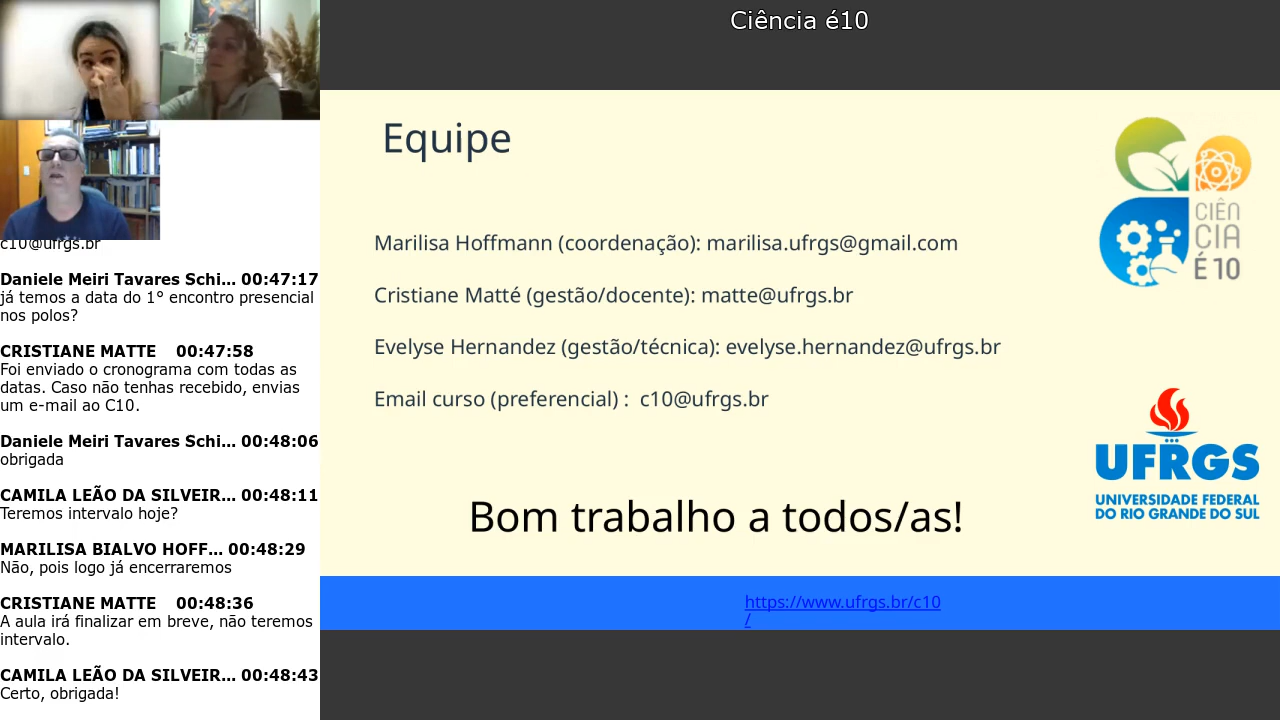 Ciência é10
c10@ufrgs.br
Daniele Meiri Tavares Schi... 00:47:17
já temos a data do 1° encontro presencial
nos polos?
CRISTIANE MATTE 00:47:58
Foi enviado o cronograma com todas as
datas. Caso não tenhas recebido, envias
um e-mail ao C10.
Daniele Meiri Tavares Schi... 00:48:06
obrigada
CAMILA LEÃO DA SILVEIR... 00:48:11
Teremos intervalo hoje?
MARILISA BIALVO HOFF... 00:48:29
Não, pois logo já encerraremos
CRISTIANE MATTE 00:48:36
A aula irá finalizar em breve, não teremos
intervalo.
CAMILA LEÃO DA SILVEIR... 00:48:43
Certo, obrigada!
Equipe
Marilisa Hoffmann (coordenação): marilisa.ufrgs@gmail.com
Cristiane Matté (gestão/docente): matte@ufrgs.br
Evelyse Hernandez (gestão/técnica): evelyse.hernandez@ufrgs.br
Email curso (preferencial) : c10@ufrgs.br
Bom trabalho a todos/as!
CIÊN
CIA
É 10
UFRGS
UNIVERSIDADE FEDERAL
DO RIO GRANDE DO SUL
https://www.ufrgs.br/c10
/